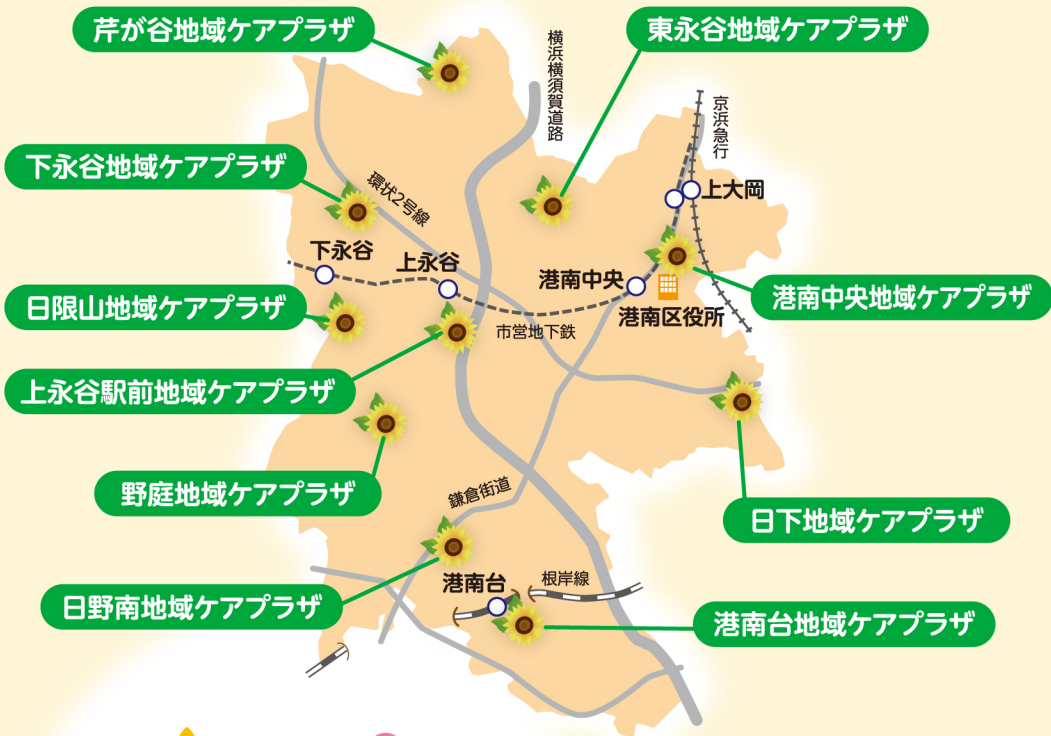 芹が谷地域ケアプラザ
東永谷地域ケアプラザ
横浜横須賀道路
京浜急行
下永谷地域ケアプラザ
環状2号線
上大岡
下永谷
上永谷
港南中央
日限山地域ケアプラザ
港南中央地域ケアプラザ
港南区役所
市営地下鉄
上永谷駅前地域ケアプラザ
野庭地域ケアプラザ
鎌倉街道
日下地域ケアプラザ
港南台
根岸線
日野南地域ケアプラザ
港南台地域ケアプラザ